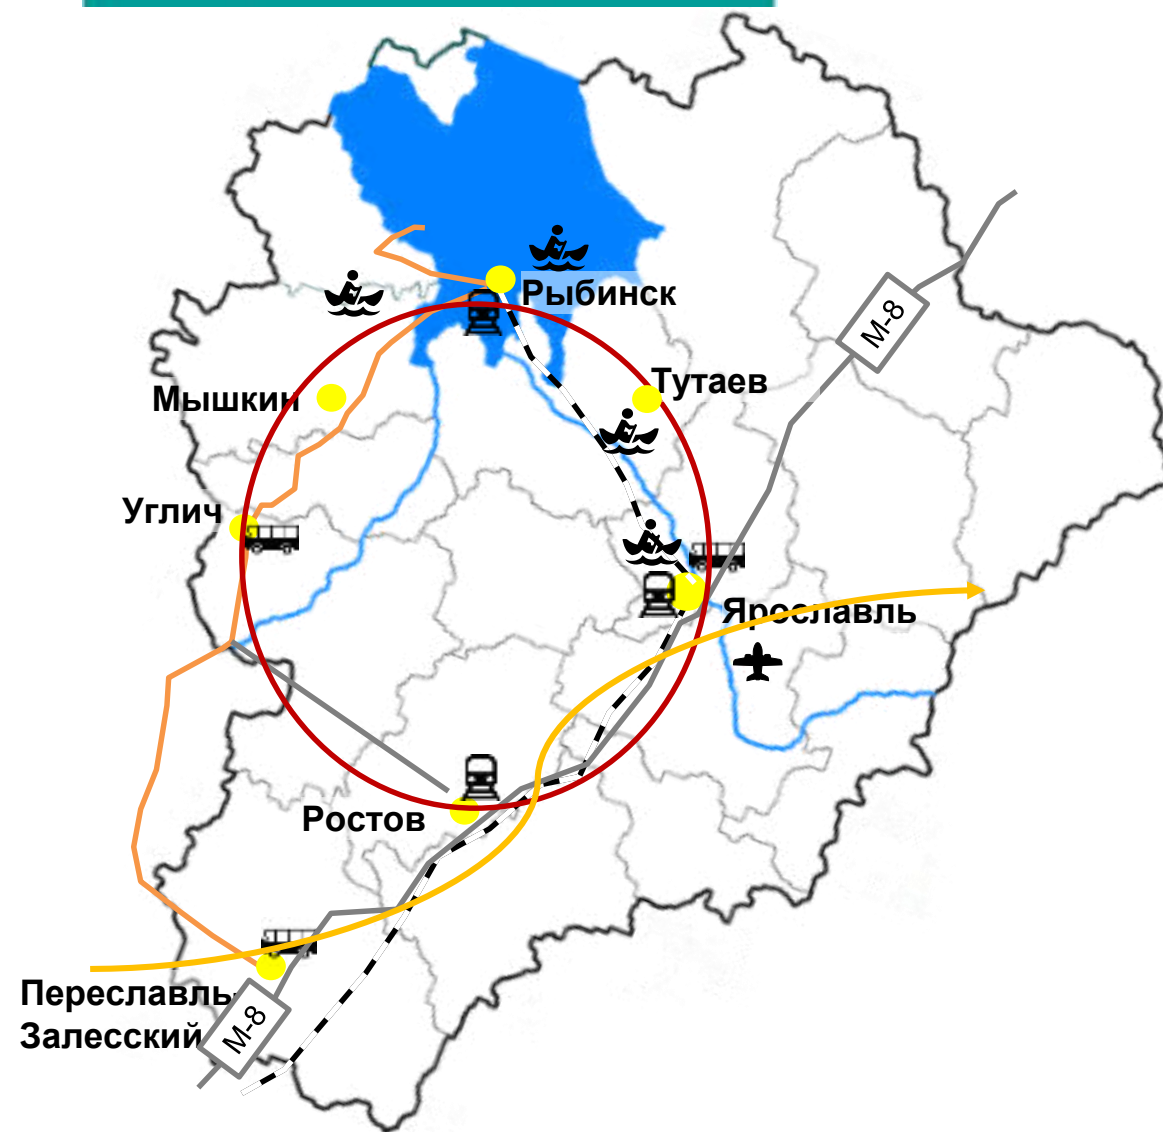 Рыбинск
М-8
Тутаев
Мышкин
Углич
Ярославль
Ростов
Переславль
Залесский
М-8